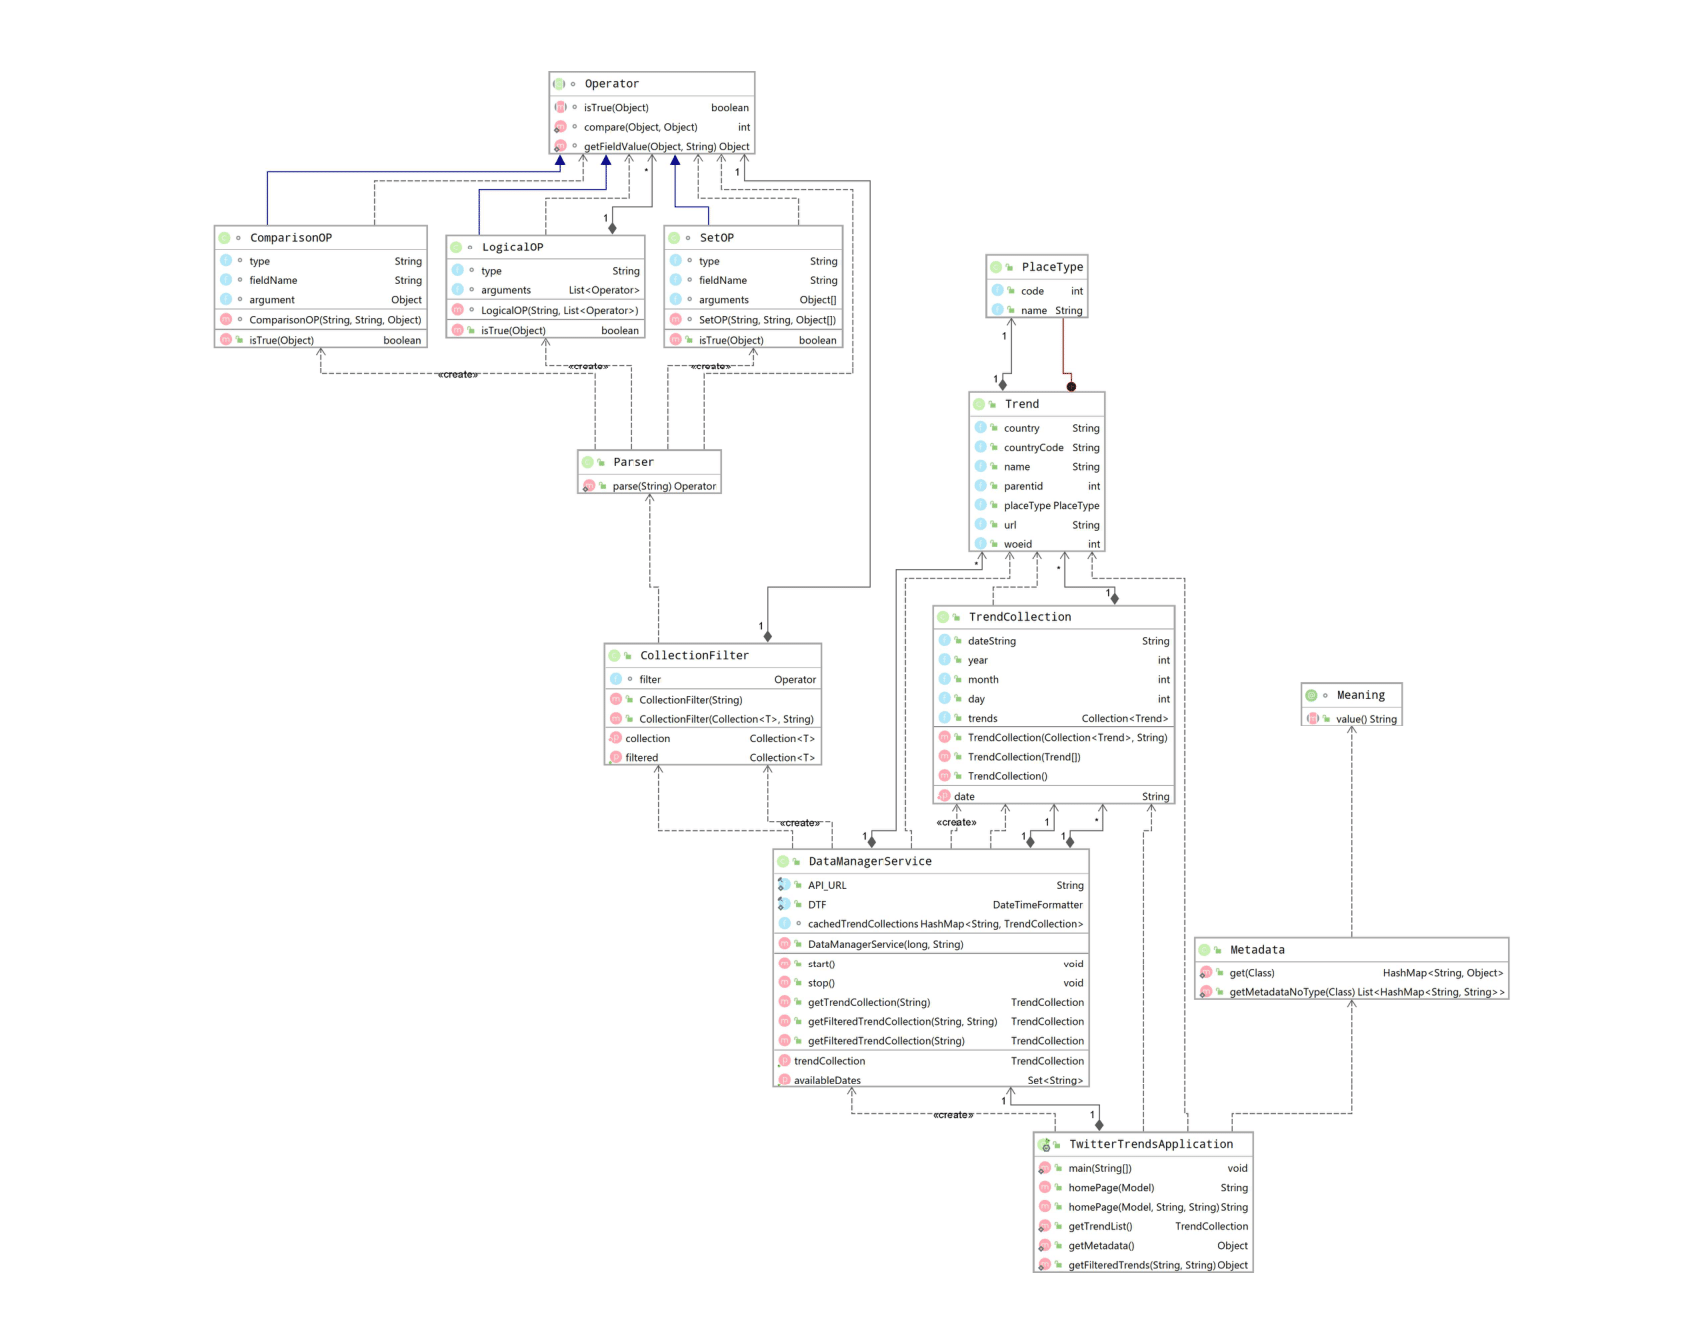 Operator
isTrue(Object) boolean
compare(Object, Object) int
getFieldValue(Object, String) Object
*
1
1
ComparisonOP
type String
fieldName String
argument Object
ComparisonOP(String, String, Object)
isTrue(Object) boolean
LogicalOP
type String
arguments List<Operator>
LogicalOP(String, List<Operator>)
isTrue(Object) boolean
SetOP
type String
fieldName String
arguments Object[]
SetOP(String, String, Object[])
isTrue(Object) boolean
PlaceType
code int
name String
1
1
«create»
«create»
«create»
Trend
country String
countryCode String
name String
parentid int
placeType PlaceType
url String
woeid int
Parser
parse(String) Operator
*
*
1
TrendCollection
dateString String
year int
month int
day int
trends Collection<Trend>
TrendCollection(Collection<Trend>, String)
TrendCollection(Trend[])
TrendCollection()
date String
1
CollectionFilter
filter Operator
CollectionFilter(String)
CollectionFilter(Collection<T>, String)
collection Collection<T>
filtered Collection<T>
Meaning
value() String
«create»
«create»
1
1
*
1
1
DataManagerService
API_URL String
DTF DateTimeFormatter
cachedTrendCollections HashMap<String, TrendCollection>
DataManagerService(long, String)
start() void
stop() void
getTrendCollection(String) TrendCollection
getFilteredTrendCollection(String, String) TrendCollection
getFilteredTrendCollection(String) TrendCollection
trendCollection TrendCollection
availableDates Set<String>
Metadata
get(Class) HashMap<String, Object>
getMetadataNoType(Class) List<HashMap<String, String>>
«create»
1
1
TwitterTrendsApplication
main(String[]) void
homePage(Model) String
homePage(Model, String, String) String
getTrendList() TrendCollection
getMetadata() Object
getFilteredTrends(String, String) Object